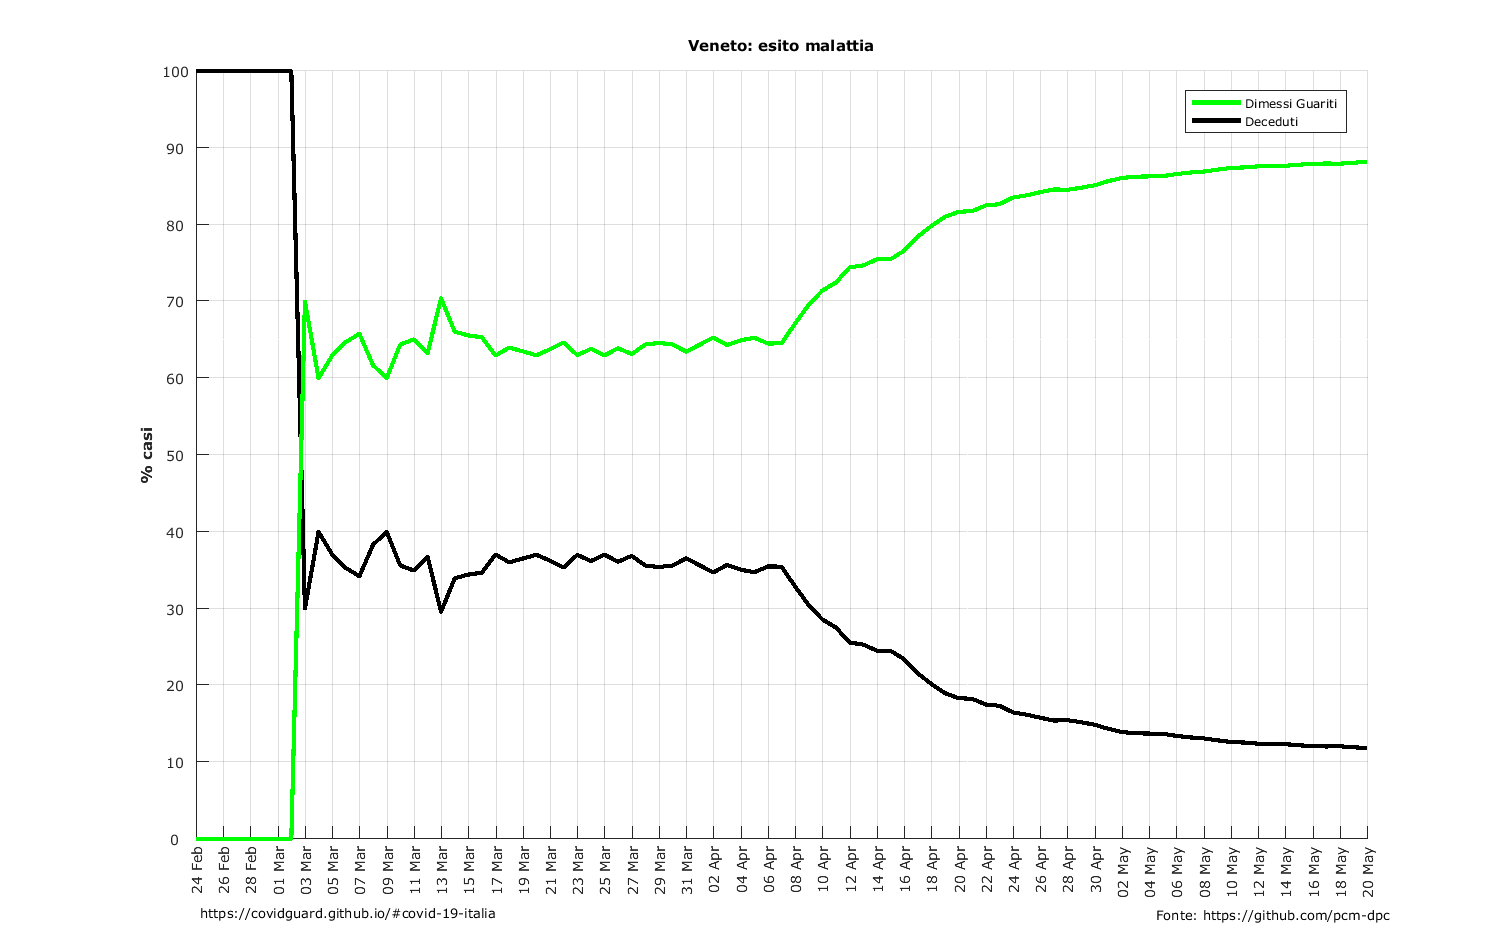 Veneto: esito malattia
Dimessi Guariti
Deceduti
% casi
100
90
80
70
60
50
40
30
20
10
0
24 Feb
26 Feb
28 Feb
01 Mar
03 Mar
05 Mar
07 Mar
09 Mar
11 Mar
13 Mar
15 Mar
17 Mar
19 Mar
21 Mar
23 Mar
25 Mar
27 Mar
29 Mar
31 Mar
02 Apr
04 Apr
06 Apr
08 Apr
10 Apr
12 Apr
14 Apr
16 Apr
18 Apr
20 Apr
22 Apr
24 Apr
26 Apr
28 Apr
30 Apr
02 May
04 May
06 May
08 May
10 May
12 May
14 May
16 May
18 May
20 May
https://covidguard.github.io/#covid-19-italia
Fonte: https://github.com/pcm-dpc